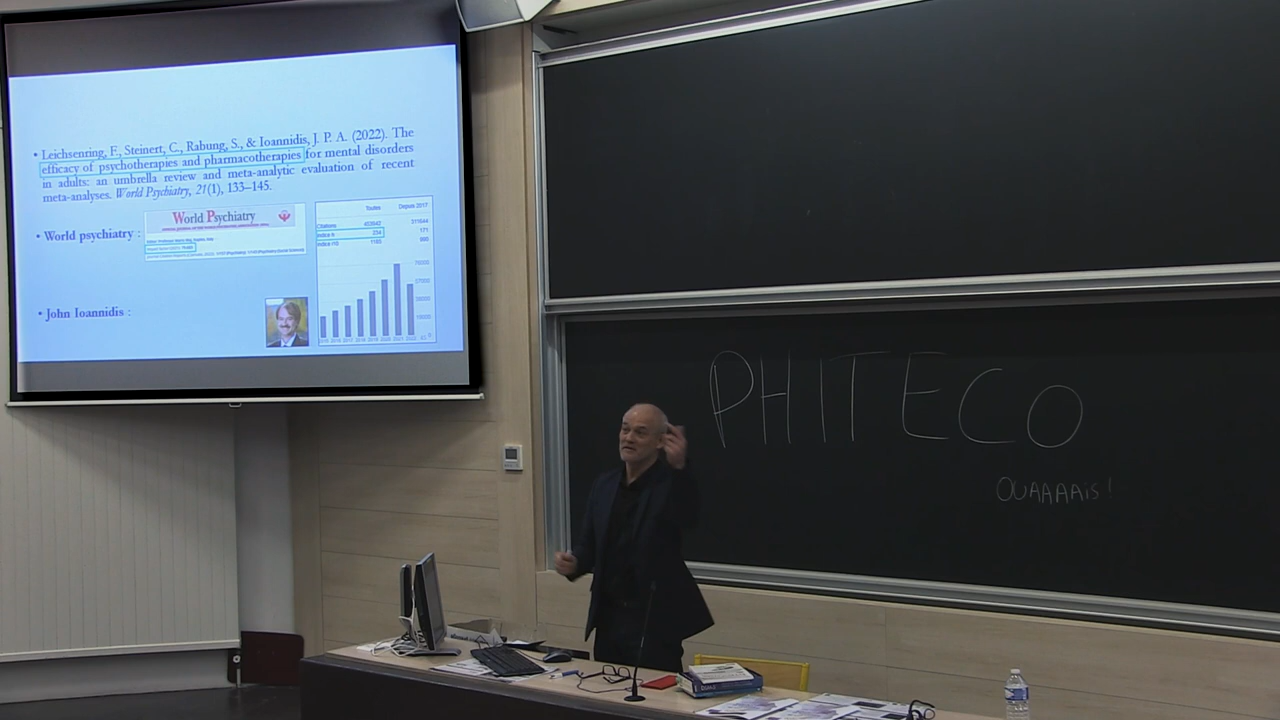 • Leichsenring, F., Steinert, C., Rabung, S., & Ioannidis, J. P. A. (2022). The
efficacy of psychotherapies and pharmacotherapies for mental disorders
in adults: an umbrella review and meta-analytic evaluation of recent
meta-analyses. World Psychiatry, 21(1), 133–145.
• World psychiatry :
World Psychiatry
Toutes Depuis 2017
Citations
indice h 234 171
indice i10
• John Ioannidis :
PHITECO
OUAAAAis !